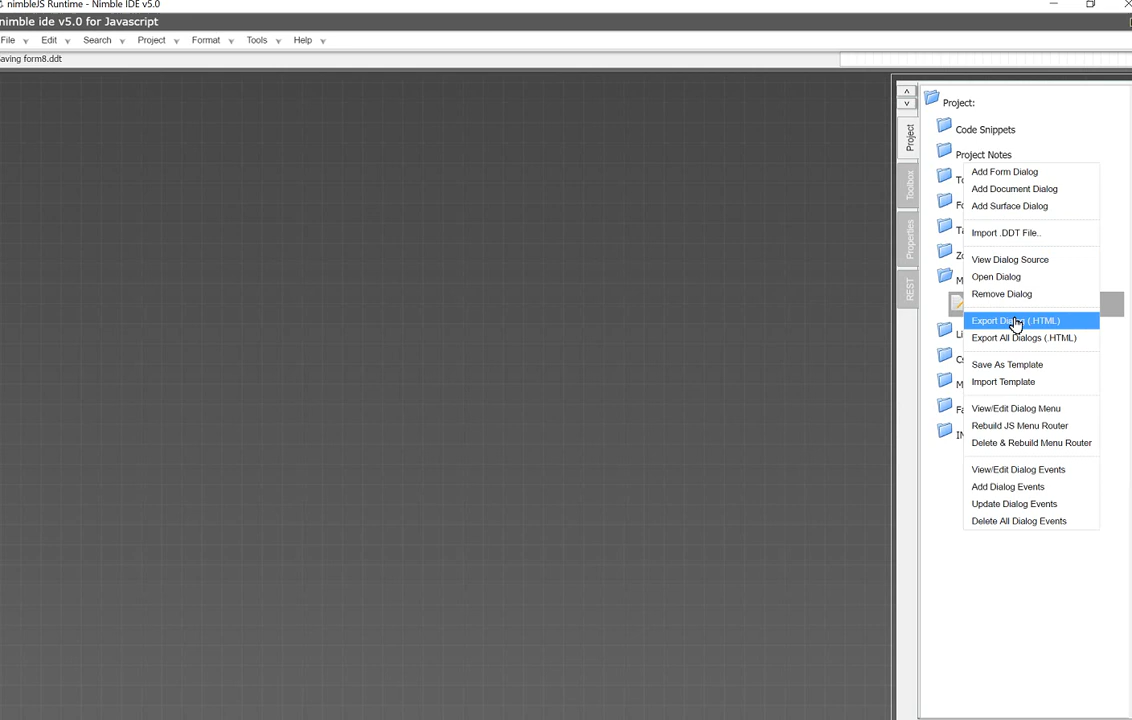 nimbleJS Runtime - Nimble IDE v5.0
nimble ide v5.0 for Javascript
File Edit Search Project Format Tools Help
aving form8.ddt
Project:
Code Snippets
Project Notes
Project
Toolbox
Properties
REST
Add Form Dialog
Add Document Dialog
Add Surface Dialog
Import .DDT File..
View Dialog Source
Open Dialog
Remove Dialog
Export Dialog (.HTML)
Export All Dialogs (.HTML)
Save As Template
Import Template
View/Edit Dialog Menu
Rebuild JS Menu Router
Delete & Rebuild Menu Router
View/Edit Dialog Events
Add Dialog Events
Update Dialog Events
Delete All Dialog Events